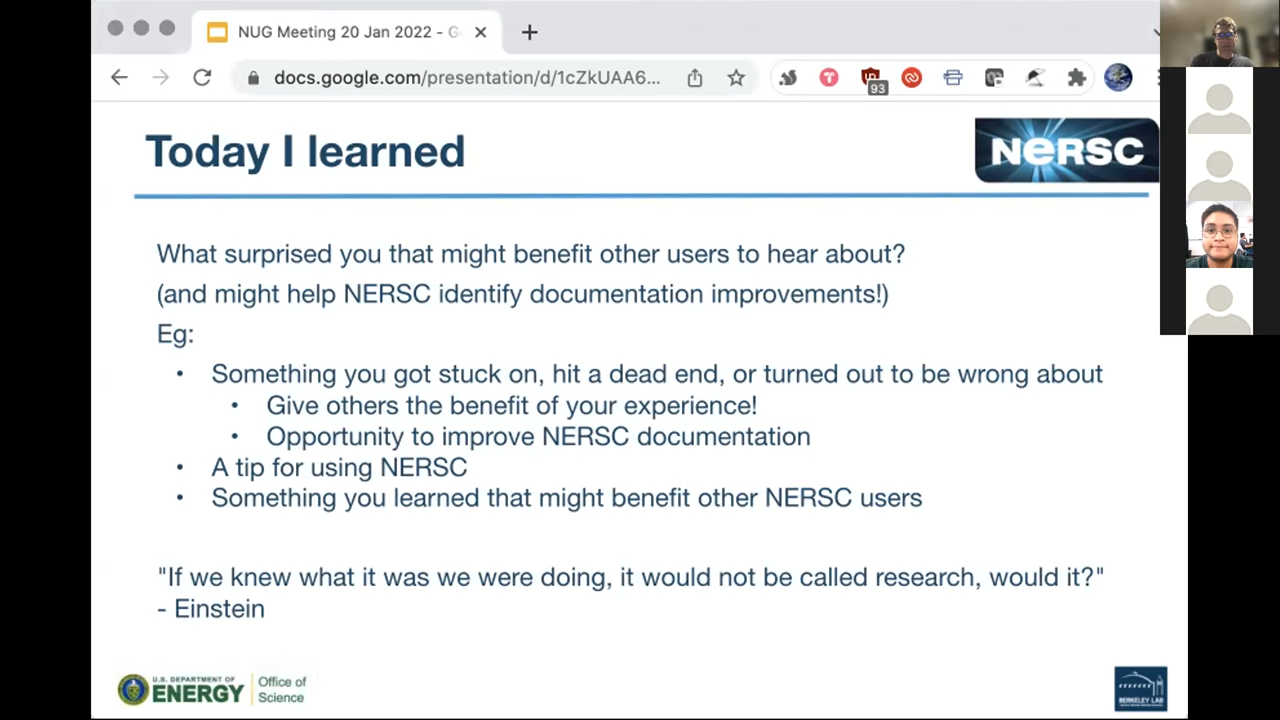 NUG Meeting 20 Jan 2022 - G
docs.google.com/presentation/d/1cZkUAA6...
93
Today I learned
NERSC
What surprised you that might benefit other users to hear about?
(and might help NERSC identify documentation improvements!)
Eg:
• Something you got stuck on, hit a dead end, or turned out to be wrong about
• Give others the benefit of your experience!
• Opportunity to improve NERSC documentation
• A tip for using NERSC
• Something you learned that might benefit other NERSC users
"If we knew what it was we were doing, it would not be called research, would it?"
- Einstein
U.S. DEPARTMENT OF
ENERGY
Office of
Science
BERKELEY LAB